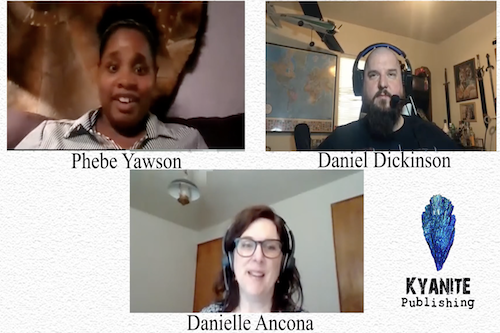 Phebe Yawson
Daniel Dickinson
Danielle Ancona
KYANITE
Publishing